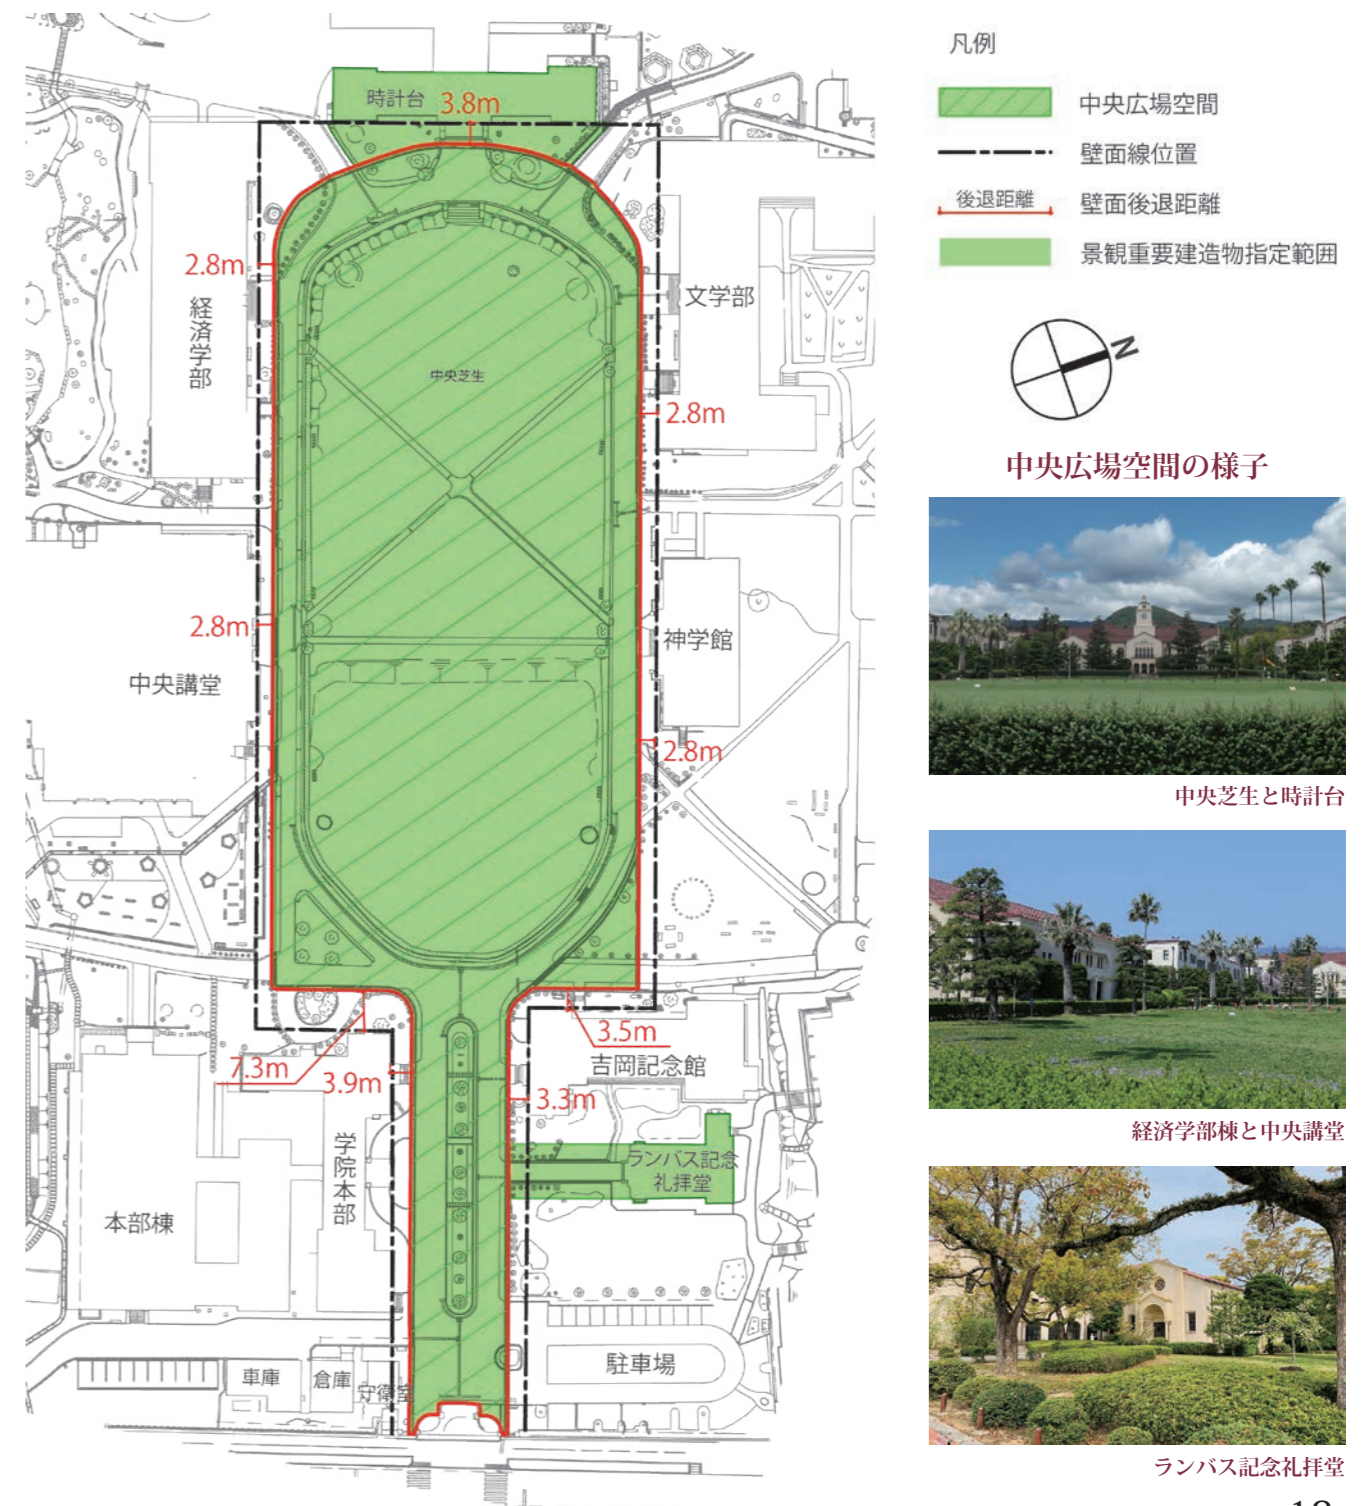 時計台
3.8m
2.8m
経済学部
文学部
中央芝生
2.8m
2.8m
神学館
中央講堂
2.8m
3.5m
7.3m
3.9m
吉岡記念館
3.3m
ランバス記念
礼拝堂
学院本部
本部棟
駐車場
車庫
倉庫
守衛室
凡例
中央広場空間
壁面線位置
後退距離
壁面後退距離
景観重要建造物指定範囲
N
中央広場空間の様子
中央芝生と時計台
経済学部棟と中央講堂
ランバス記念礼拝堂